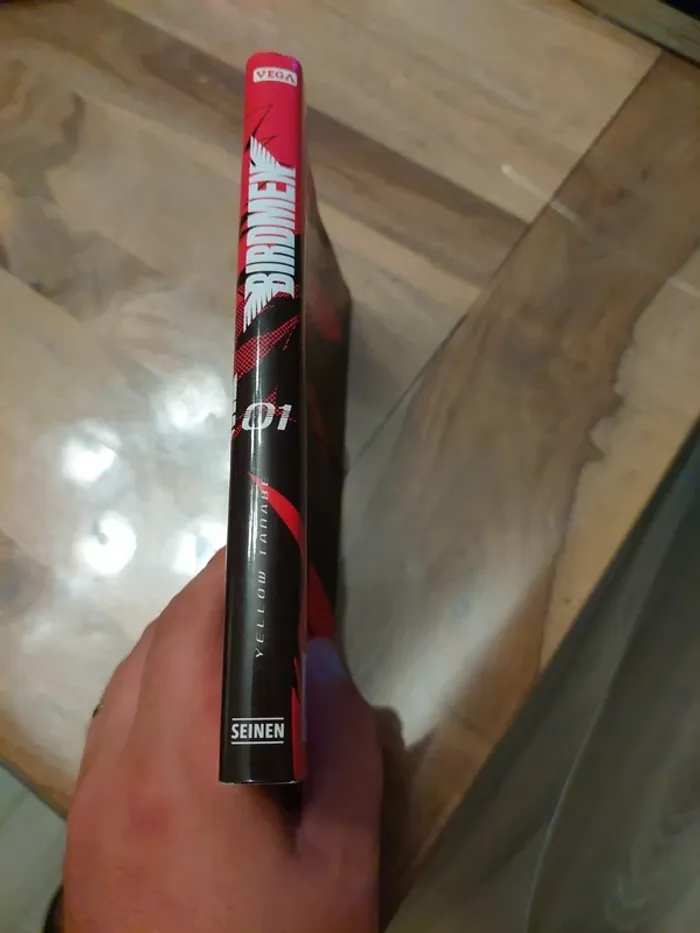 VEGA
BIRDMEN
01
YELLOW TANABE
SEINEN